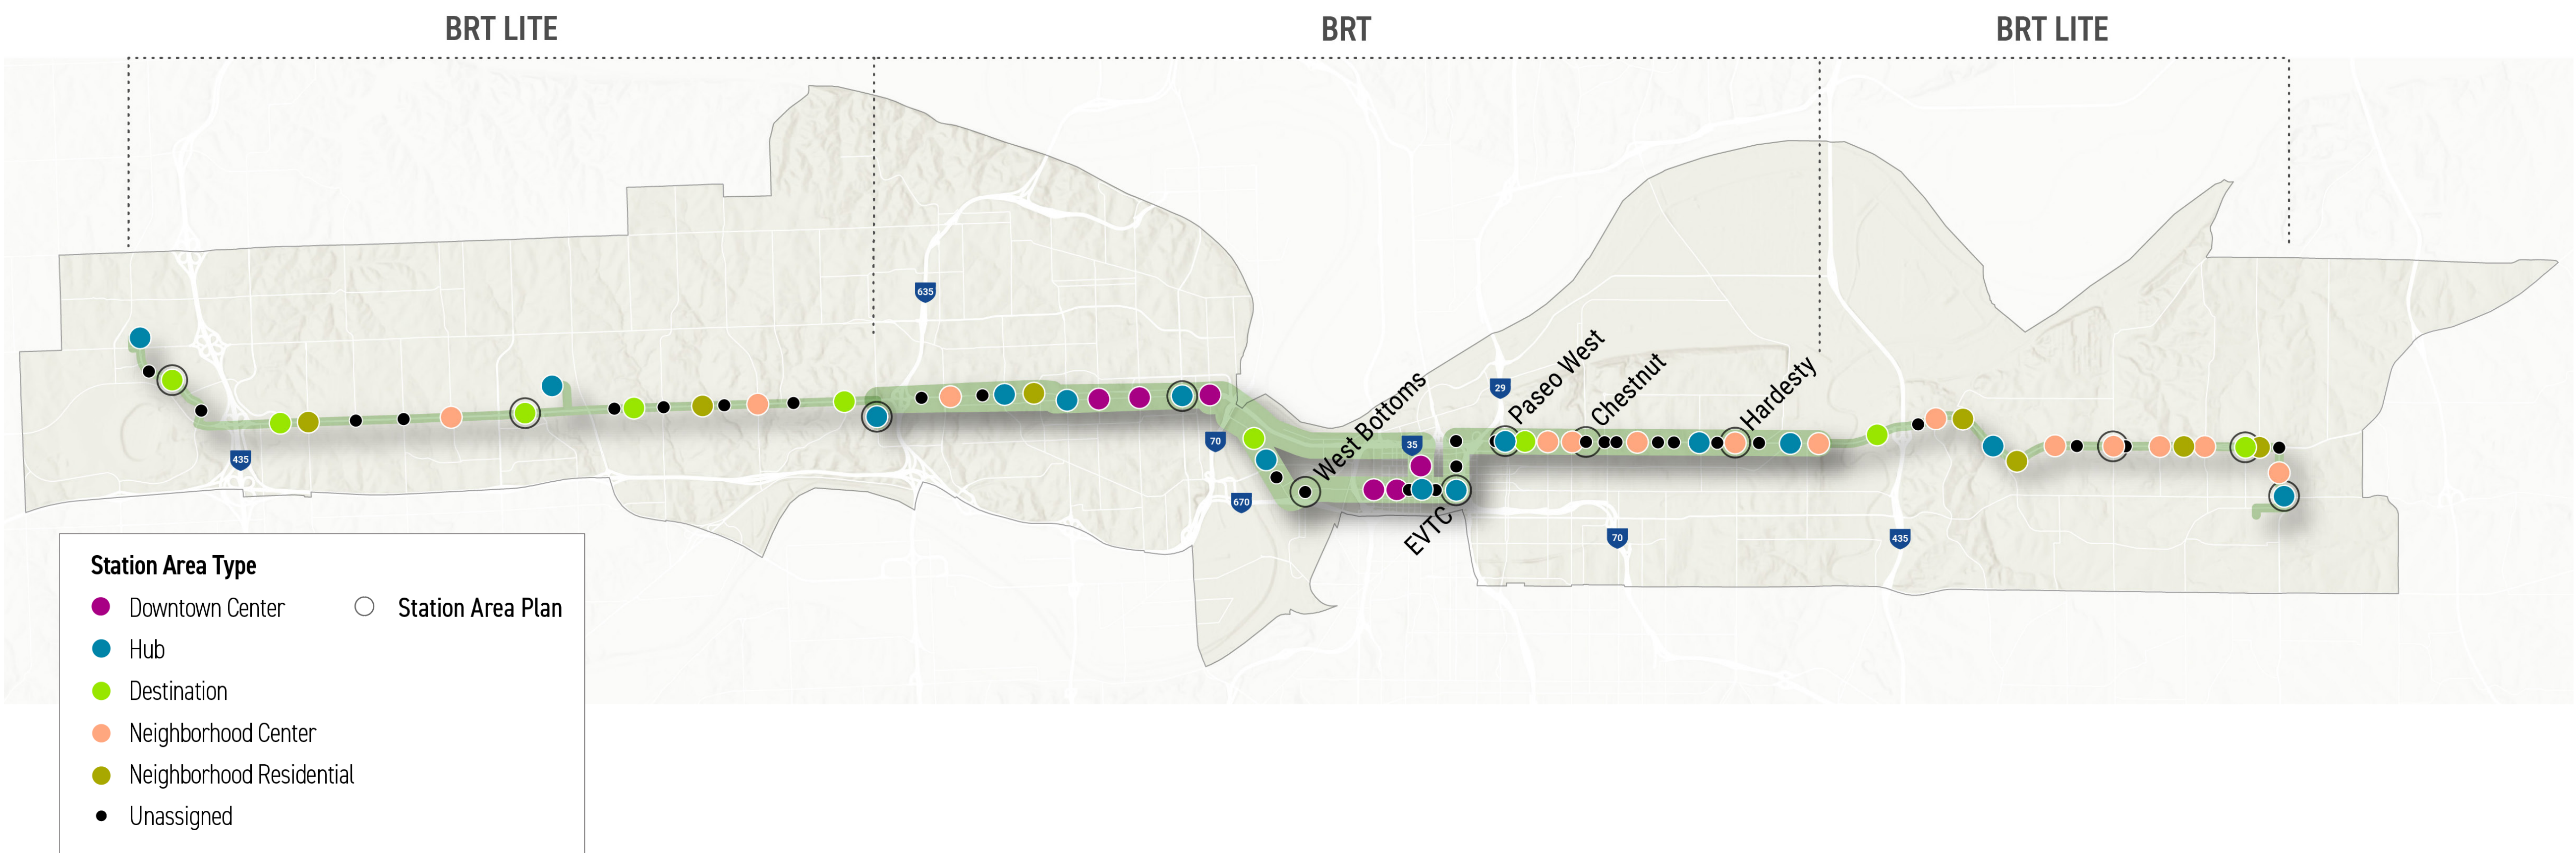 BRT LITE
BRT
BRT LITE
635
29
Paseo West
Chestnut
Hardesty
West Bottoms
35
70
435
670
EVTC
70
435
Station Area Type
Downtown Center
Station Area Plan
Hub
Destination
Neighborhood Center
Neighborhood Residential
Unassigned